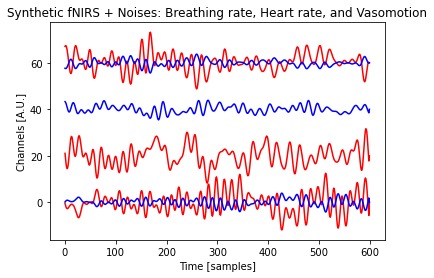 Synthetic fNIRS + Noises: Breathing rate, Heart rate, and Vasomotion
Channels [A.U.]
60
40
20
0
0 100 200 300 400 500 600
Time [samples]